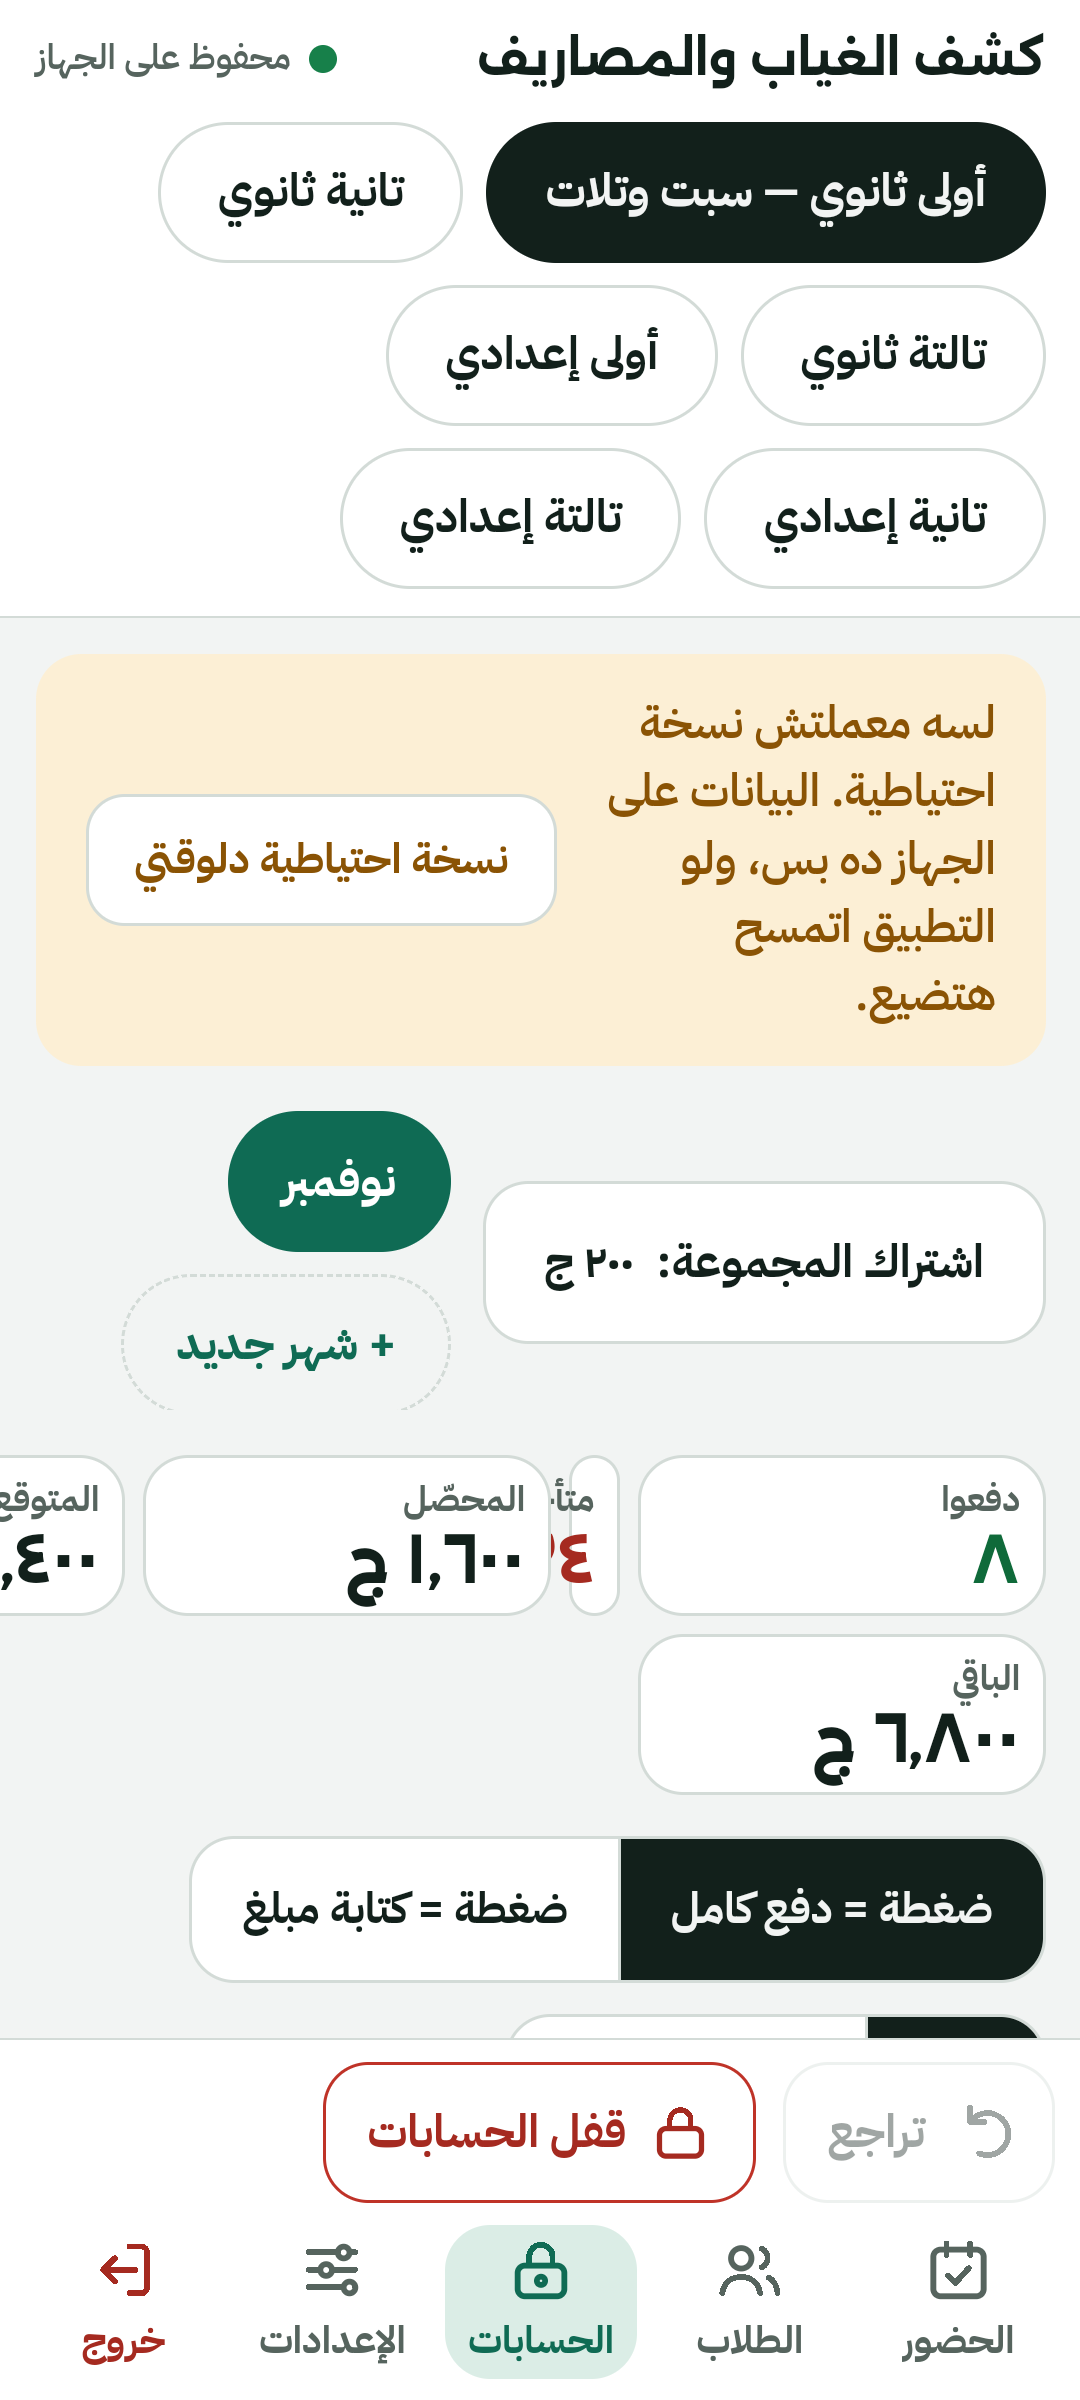 كشف الغياب والمصاريف
محفوظ على الجهاز
أولى ثانوي — سبت وتلات
تانية ثانوي
تالتة ثانوي
أولى إعدادي
تانية إعدادي
تالتة إعدادي
لسه معملتش نسخة
احتياطية. البيانات على
الجهاز ده بس، ولو
التطبيق اتمسح
هتضيع.
نسخة احتياطية دلوقتي
نوفمبر
اشتراك المجموعة: ٢٠٠ ج
+ شهر جديد
دفعوا
٨
المحصّل
١,٦٠٠ ج
المتوقع
الباقي
٦,٨٠٠ ج
ضغطة = دفع كامل
ضغطة = كتابة مبلغ
تراجع
قفل الحسابات
الحضور
الطلاب
الحسابات
الإعدادات
خروج